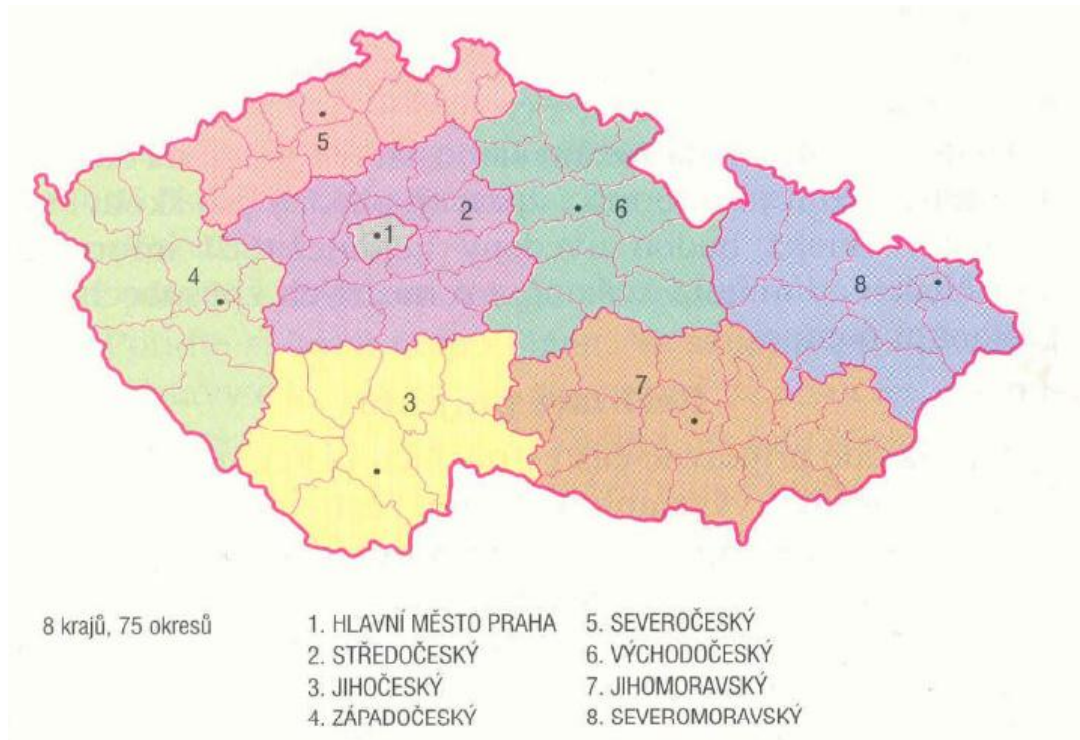 5
2
6
1
4
8
7
3
8 krajů, 75 okresů
1. HLAVNÍ MĚSTO PRAHA
2. STŘEDOČESKÝ
3. JIHOČESKÝ
4. ZÁPADOČESKÝ
5. SEVEROČESKÝ
6. VÝCHODOČESKÝ
7. JIHOMORAVSKÝ
8. SEVEROMORAVSKÝ